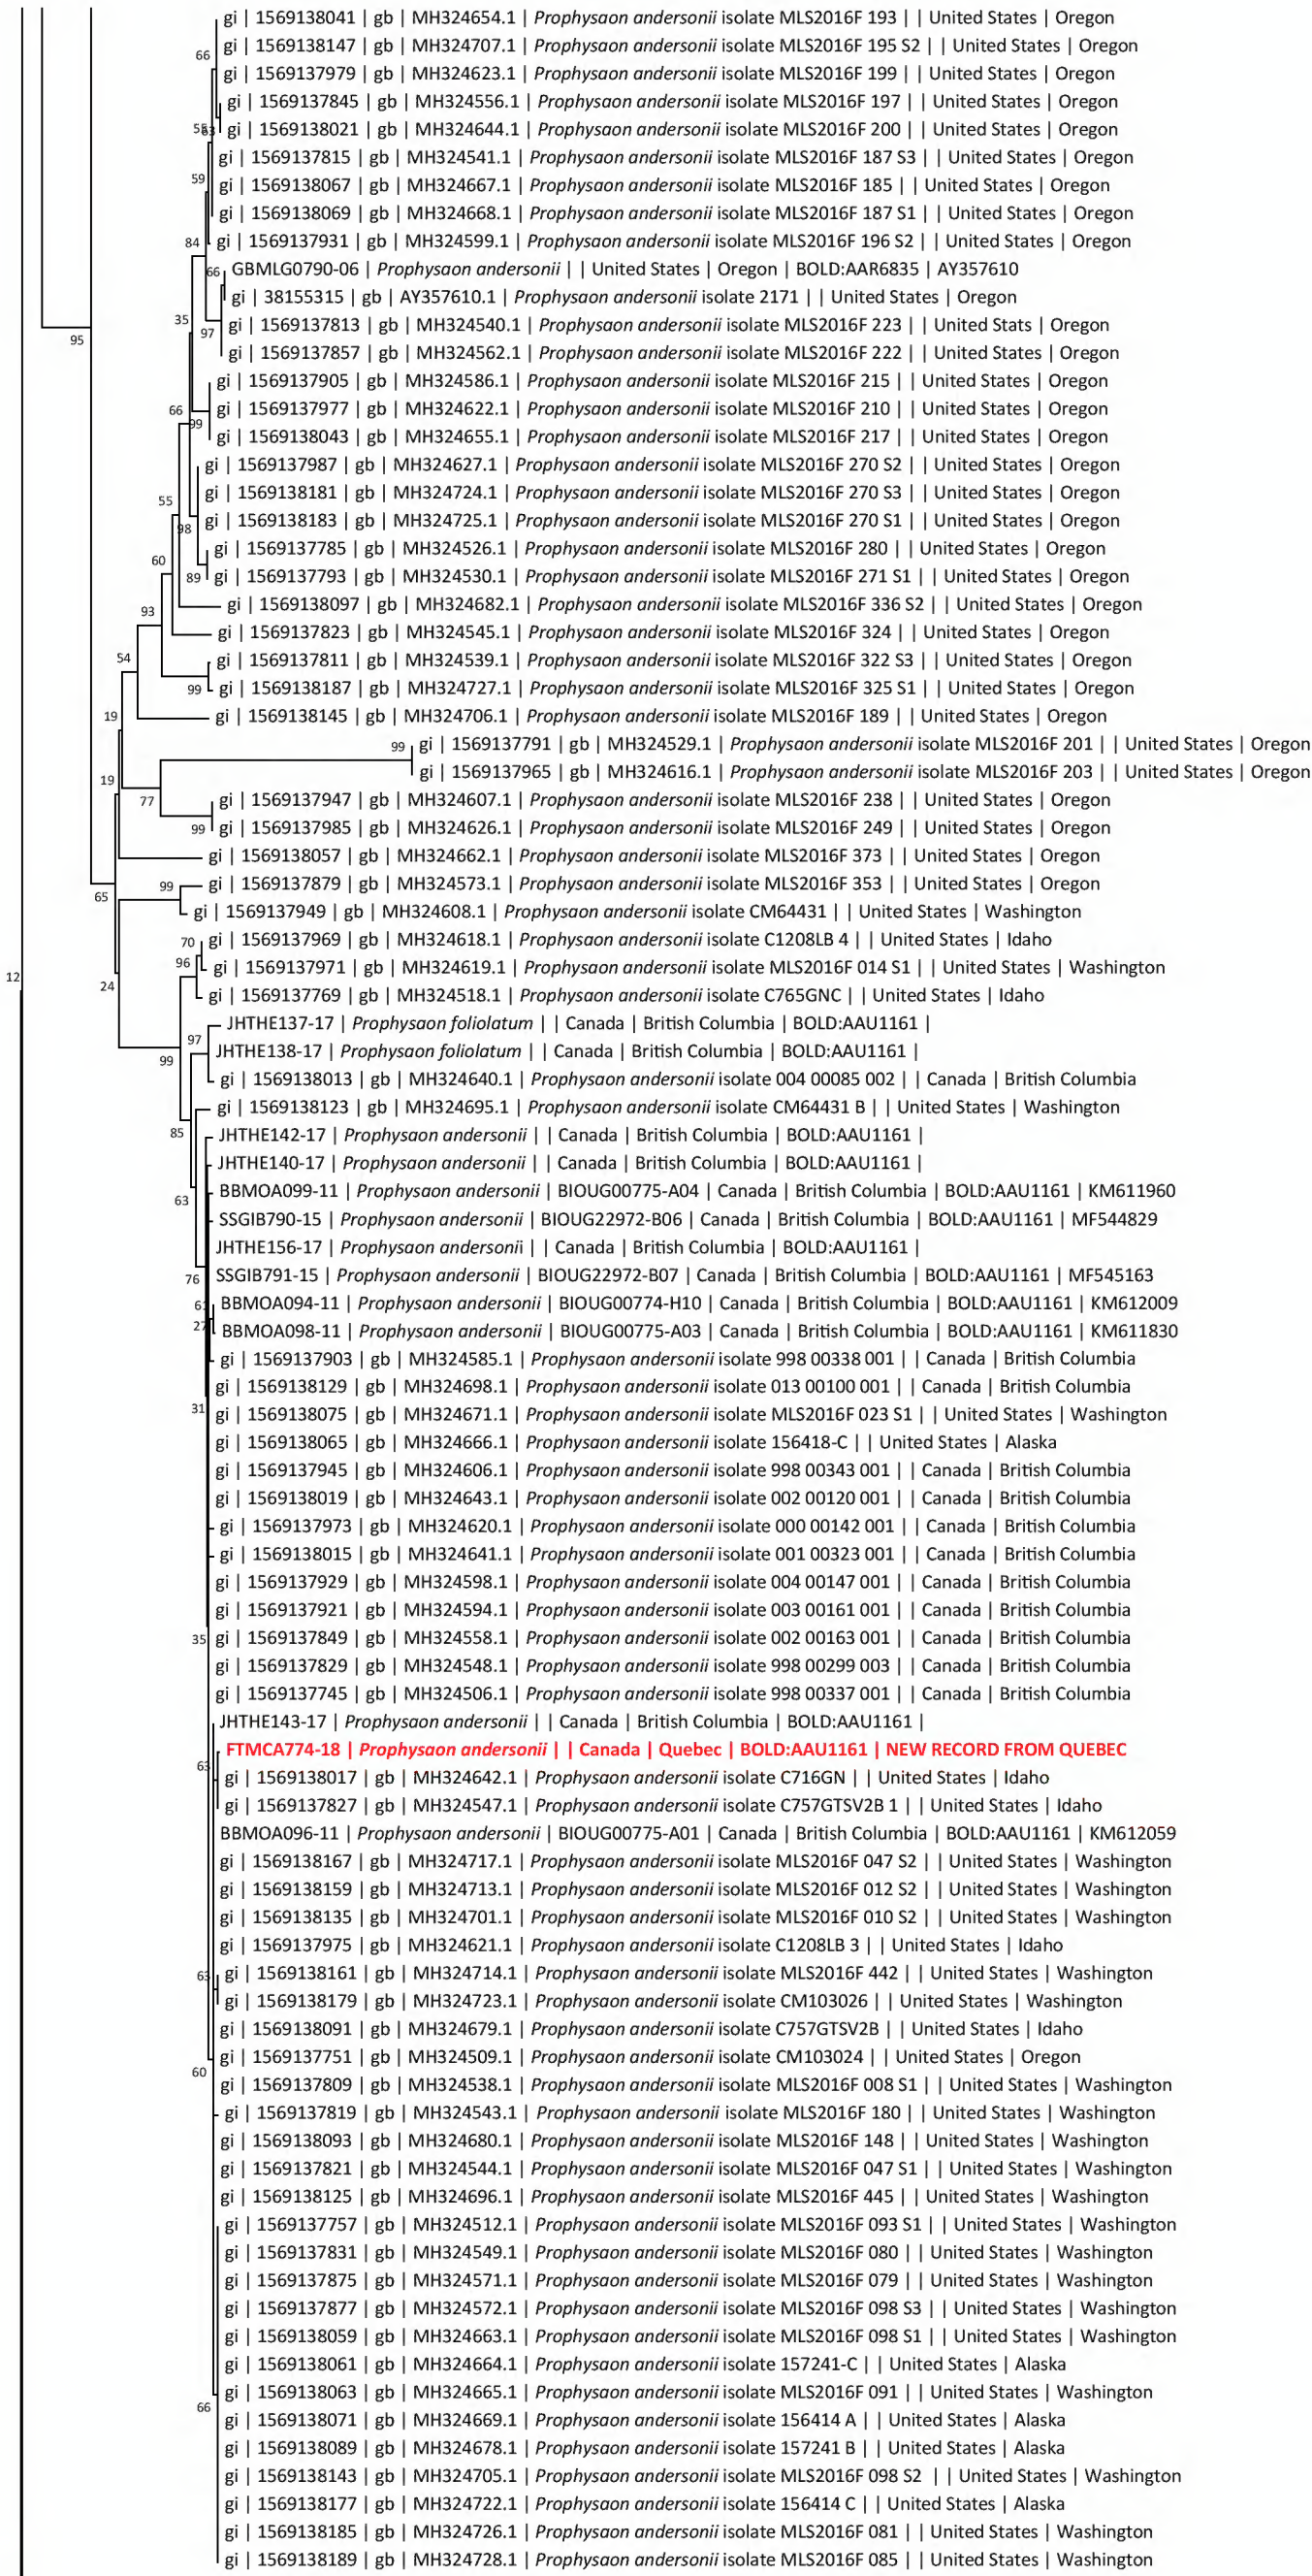 gi | 1569138041 | gb | MH324654.1 | Prophysaon andersonii isolate MLS2016F 193 | | United States | Oregon
66
gi | 1569138147 | gb | MH324707.1 | Prophysaon andersonii isolate MLS2016F 195 S2 | | United States | Oregon
gi | 1569137979 | gb | MH324623.1 | Prophysaon andersonii isolate MLS2016F 199 | | United States | Oregon
gi | 1569137845 | gb | MH324556.1 | Prophysaon andersonii isolate MLS2016F 197 | | United States | Oregon
gi | 1569138021 | gb | MH324644.1 | Prophysaon andersonii isolate MLS2016F 200 | | United States | Oregon
gi | 1569137815 | gb | MH324541.1 | Prophysaon andersonii isolate MLS2016F 187 S3 | | United States | Oregon
59
gi | 1569138067 | gb | MH324667.1 | Prophysaon andersonii isolate MLS2016F 185 | | United States | Oregon
gi | 1569138069 | gb | MH324668.1 | Prophysaon andersonii isolate MLS2016F 187 S1 | | United States | Oregon
84
gi | 1569137931 | gb | MH324599.1 | Prophysaon andersonii isolate MLS2016F 196 S2 | | United States | Oregon
66
GBMLG0790-06 | Prophysaon andersonii | | United States | Oregon | BOLD:AAR6835 | AY357610
gi | 38155315 | gb | AY357610.1 | Prophysaon andersonii isolate 2171 | | United States | Oregon
35
97
gi | 1569137813 | gb | MH324540.1 | Prophysaon andersonii isolate MLS2016F 223 | | United Stats | Oregon
95
gi | 1569137857 | gb | MH324562.1 | Prophysaon andersonii isolate MLS2016F 222 | | United States | Oregon
gi | 1569137905 | gb | MH324586.1 | Prophysaon andersonii isolate MLS2016F 215 | | United States | Oregon
66
gi | 1569137977 | gb | MH324622.1 | Prophysaon andersonii isolate MLS2016F 210 | | United States | Oregon
99
gi | 1569138043 | gb | MH324655.1 | Prophysaon andersonii isolate MLS2016F 217 | | United States | Oregon
gi | 1569137987 | gb | MH324627.1 | Prophysaon andersonii isolate MLS2016F 270 S2 | | United States | Oregon
55
gi | 1569138181 | gb | MH324724.1 | Prophysaon andersonii isolate MLS2016F 270 S3 | | United States | Oregon
98
gi | 1569138183 | gb | MH324725.1 | Prophysaon andersonii isolate MLS2016F 270 S1 | | United States | Oregon
gi | 1569137785 | gb | MH324526.1 | Prophysaon andersonii isolate MLS2016F 280 | | United States | Oregon
60
89
gi | 1569137793 | gb | MH324530.1 | Prophysaon andersonii isolate MLS2016F 271 S1 | | United States | Oregon
93
gi | 1569138097 | gb | MH324682.1 | Prophysaon andersonii isolate MLS2016F 336 S2 | | United States | Oregon
gi | 1569137823 | gb | MH324545.1 | Prophysaon andersonii isolate MLS2016F 324 | | United States | Oregon
54
gi | 1569137811 | gb | MH324539.1 | Prophysaon andersonii isolate MLS2016F 322 S3 | | United States | Oregon
99
gi | 1569138187 | gb | MH324727.1 | Prophysaon andersonii isolate MLS2016F 325 S1 | | United States | Oregon
19
gi | 1569138145 | gb | MH324706.1 | Prophysaon andersonii isolate MLS2016F 189 | | United States | Oregon
99
gi | 1569137791 | gb | MH324529.1 | Prophysaon andersonii isolate MLS2016F 201 | | United States | Oregon
19
gi | 1569137965 | gb | MH324616.1 | Prophysaon andersonii isolate MLS2016F 203 | | United States | Oregon
77
gi | 1569137947 | gb | MH324607.1 | Prophysaon andersonii isolate MLS2016F 238 | | United States | Oregon
99
gi | 1569137985 | gb | MH324626.1 | Prophysaon andersonii isolate MLS2016F 249 | | United States | Oregon
gi | 1569138057 | gb | MH324662.1 | Prophysaon andersonii isolate MLS2016F 373 | | United States | Oregon
65
99
gi | 1569137879 | gb | MH324573.1 | Prophysaon andersonii isolate MLS2016F 353 | | United States | Oregon
gi | 1569137949 | gb | MH324608.1 | Prophysaon andersonii isolate CM64431 | | United States | Washington
70
gi | 1569137969 | gb | MH324618.1 | Prophysaon andersonii isolate C1208LB 4 | | United States | Idaho
96
gi | 1569137971 | gb | MH324619.1 | Prophysaon andersonii isolate MLS2016F 014 S1 | | United States | Washington
12
24
gi | 1569137769 | gb | MH324518.1 | Prophysaon andersonii isolate C765GNC | | United States | Idaho
JHTHE137-17 | Prophysaon foliolatum | | Canada | British Columbia | BOLD:AAU1161 |
97
99
JHTHE138-17 | Prophysaon foliolatum | | Canada | British Columbia | BOLD:AAU1161 |
gi | 1569138013 | gb | MH324640.1 | Prophysaon andersonii isolate 004 00085 002 | | Canada | British Columbia
gi | 1569138123 | gb | MH324695.1 | Prophysaon andersonii isolate CM64431 B | | United States | Washington
85
JHTHE142-17 | Prophysaon andersonii | | Canada | British Columbia | BOLD:AAU1161 |
JHTHE140-17 | Prophysaon andersonii | | Canada | British Columbia | BOLD:AAU1161 |
63
BBMOA099-11 | Prophysaon andersonii | BIOUG00775-A04 | Canada | British Columbia | BOLD:AAU1161 | KM611960
SSGIB790-15 | Prophysaon andersonii | BIOUG22972-B06 | Canada | British Columbia | BOLD:AAU1161 | MF544829
JHTHE156-17 | Prophysaon andersonii | | Canada | British Columbia | BOLD:AAU1161 |
76
SSGIB791-15 | Prophysaon andersonii | BIOUG22972-B07 | Canada | British Columbia | BOLD:AAU1161 | MF545163
BBMOA094-11 | Prophysaon andersonii | BIOUG00774-H10 | Canada | British Columbia | BOLD:AAU1161 | KM612009
27
BBMOA098-11 | Prophysaon andersonii | BIOUG00775-A03 | Canada | British Columbia | BOLD:AAU1161 | KM611830
gi | 1569137903 | gb | MH324585.1 | Prophysaon andersonii isolate 998 00338 001 | | Canada | British Columbia
gi | 1569138129 | gb | MH324698.1 | Prophysaon andersonii isolate 013 00100 001 | | Canada | British Columbia
31
gi | 1569138075 | gb | MH324671.1 | Prophysaon andersonii isolate MLS2016F 023 S1 | | United States | Washington
gi | 1569138065 | gb | MH324666.1 | Prophysaon andersonii isolate 156418-C | | United States | Alaska
gi | 1569137945 | gb | MH324606.1 | Prophysaon andersonii isolate 998 00343 001 | | Canada | British Columbia
gi | 1569138019 | gb | MH324643.1 | Prophysaon andersonii isolate 002 00120 001 | | Canada | British Columbia
gi | 1569137973 | gb | MH324620.1 | Prophysaon andersonii isolate 000 00142 001 | | Canada | British Columbia
gi | 1569138015 | gb | MH324641.1 | Prophysaon andersonii isolate 001 00323 001 | | Canada | British Columbia
gi | 1569137929 | gb | MH324598.1 | Prophysaon andersonii isolate 004 00147 001 | | Canada | British Columbia
gi | 1569137921 | gb | MH324594.1 | Prophysaon andersonii isolate 003 00161 001 | | Canada | British Columbia
35
gi | 1569137849 | gb | MH324558.1 | Prophysaon andersonii isolate 002 00163 001 | | Canada | British Columbia
gi | 1569137829 | gb | MH324548.1 | Prophysaon andersonii isolate 998 00299 003 | | Canada | British Columbia
gi | 1569137745 | gb | MH324506.1 | Prophysaon andersonii isolate 998 00337 001 | | Canada | British Columbia
JHTHE143-17 | Prophysaon andersonii | | Canada | British Columbia | BOLD:AAU1161 |
FTMCA774-18 | Prophysaon andersonii | | Canada | Quebec | BOLD:AAU1161 | NEW RECORD FROM QUEBEC
63
gi | 1569138017 | gb | MH324642.1 | Prophysaon andersonii isolate C716GN | | United States | Idaho
gi | 1569137827 | gb | MH324547.1 | Prophysaon andersonii isolate C757GTSV2B 1 | | United States | Idaho
BBMOA096-11 | Prophysaon andersonii | BIOUG00775-A01 | Canada | British Columbia | BOLD:AAU1161 | KM612059
gi | 1569138167 | gb | MH324717.1 | Prophysaon andersonii isolate MLS2016F 047 S2 | | United States | Washington
gi | 1569138159 | gb | MH324713.1 | Prophysaon andersonii isolate MLS2016F 012 S2 | | United States | Washington
gi | 1569138135 | gb | MH324701.1 | Prophysaon andersonii isolate MLS2016F 010 S2 | | United States | Washington
gi | 1569137975 | gb | MH324621.1 | Prophysaon andersonii isolate C1208LB 3 | | United States | Idaho
63
gi | 1569138161 | gb | MH324714.1 | Prophysaon andersonii isolate MLS2016F 442 | | United States | Washington
gi | 1569138179 | gb | MH324723.1 | Prophysaon andersonii isolate CM103026 | | United States | Washington
gi | 1569138091 | gb | MH324679.1 | Prophysaon andersonii isolate C757GTSV2B | | United States | Idaho
gi | 1569137751 | gb | MH324509.1 | Prophysaon andersonii isolate CM103024 | | United States | Oregon
60
gi | 1569137809 | gb | MH324538.1 | Prophysaon andersonii isolate MLS2016F 008 S1 | | United States | Washington
gi | 1569137819 | gb | MH324543.1 | Prophysaon andersonii isolate MLS2016F 180 | | United States | Washington
gi | 1569138093 | gb | MH324680.1 | Prophysaon andersonii isolate MLS2016F 148 | | United States | Washington
gi | 1569137821 | gb | MH324544.1 | Prophysaon andersonii isolate MLS2016F 047 S1 | | United States | Washington
gi | 1569138125 | gb | MH324696.1 | Prophysaon andersonii isolate MLS2016F 445 | | United States | Washington
gi | 1569137757 | gb | MH324512.1 | Prophysaon andersonii isolate MLS2016F 093 S1 | | United States | Washington
gi | 1569137831 | gb | MH324549.1 | Prophysaon andersonii isolate MLS2016F 080 | | United States | Washington
gi | 1569137875 | gb | MH324571.1 | Prophysaon andersonii isolate MLS2016F 079 | | United States | Washington
gi | 1569137877 | gb | MH324572.1 | Prophysaon andersonii isolate MLS2016F 098 S3 | | United States | Washington
gi | 1569138059 | gb | MH324663.1 | Prophysaon andersonii isolate MLS2016F 098 S1 | | United States | Washington
gi | 1569138061 | gb | MH324664.1 | Prophysaon andersonii isolate 157241-C | | United States | Alaska
gi | 1569138063 | gb | MH324665.1 | Prophysaon andersonii isolate MLS2016F 091 | | United States | Washington
66
gi | 1569138071 | gb | MH324669.1 | Prophysaon andersonii isolate 156414 A | | United States | Alaska
gi | 1569138089 | gb | MH324678.1 | Prophysaon andersonii isolate 157241 B | | United States | Alaska
gi | 1569138143 | gb | MH324705.1 | Prophysaon andersonii isolate MLS2016F 098 S2 | | United States | Washington
gi | 1569138177 | gb | MH324722.1 | Prophysaon andersonii isolate 156414 C | | United States | Alaska
gi | 1569138185 | gb | MH324726.1 | Prophysaon andersonii isolate MLS2016F 081 | | United States | Washington
gi | 1569138189 | gb | MH324728.1 | Prophysaon andersonii isolate MLS2016F 085 | | United States | Washington